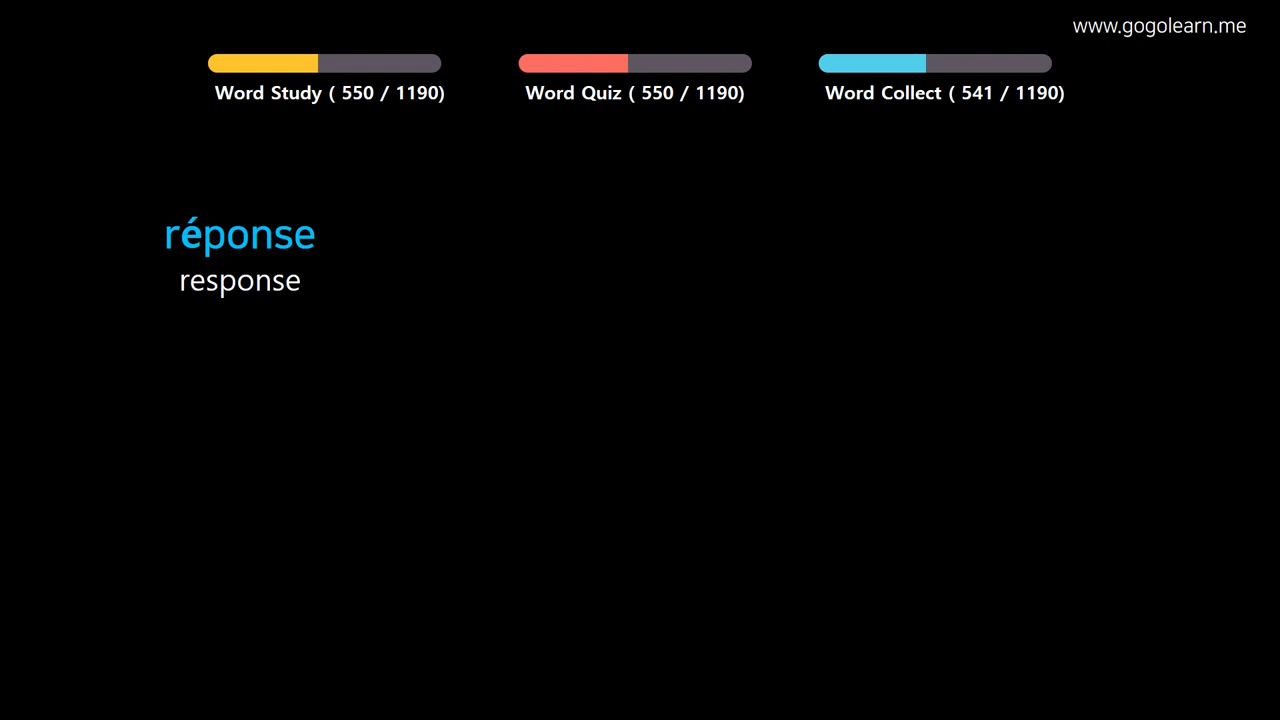 www.gogolearn.me
Word Study ( 550 / 1190)
Word Quiz ( 550 / 1190)
Word Collect ( 541 / 1190)
réponse
response